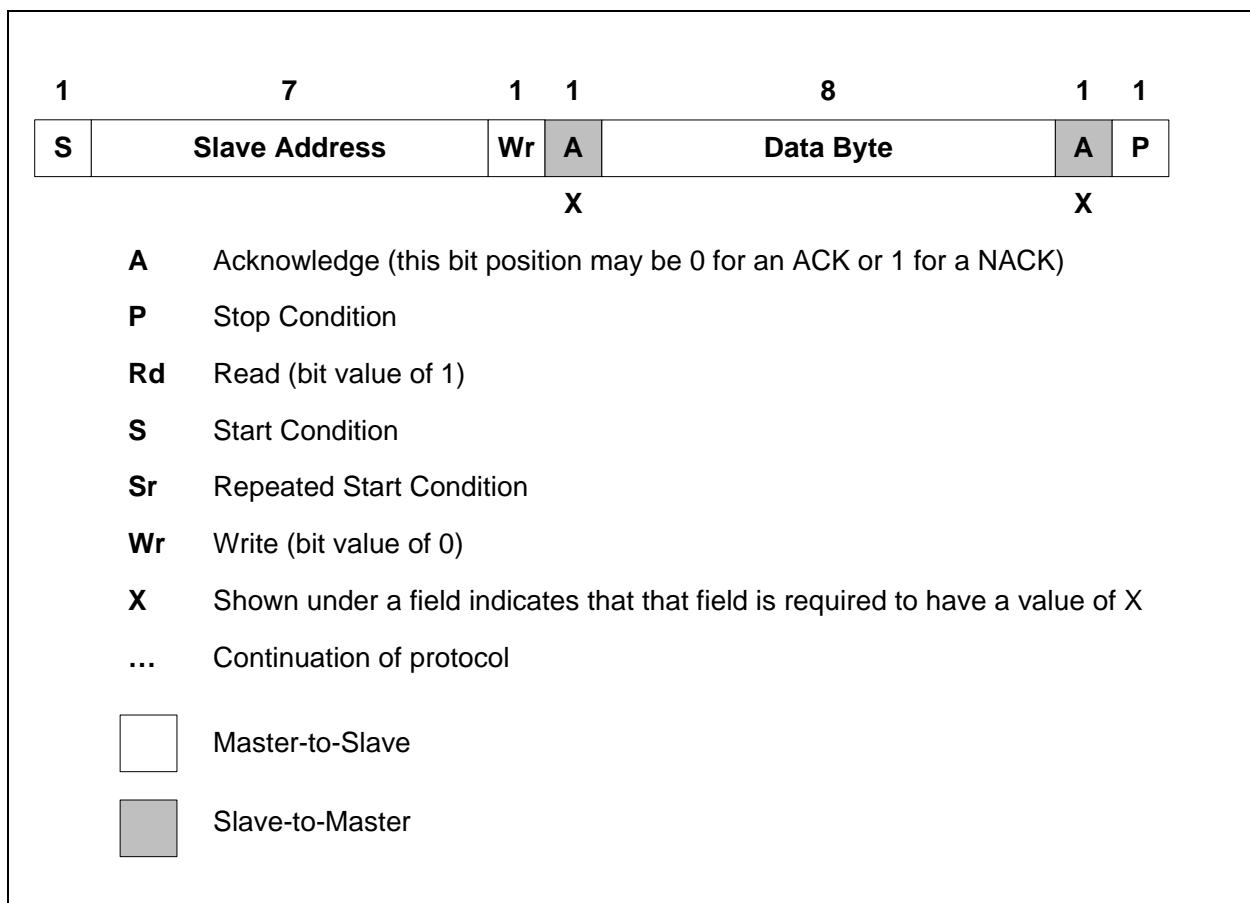 1 7 1 1 8 1 1
S Slave Address Wr A Data Byte A P
X X
A Acknowledge (this bit position may be 0 for an ACK or 1 for a NACK)
P Stop Condition
Rd Read (bit value of 1)
S Start Condition
Sr Repeated Start Condition
Wr Write (bit value of 0)
X Shown under a field indicates that that field is required to have a value of X
… Continuation of protocol
Master-to-Slave
Slave-to-Master